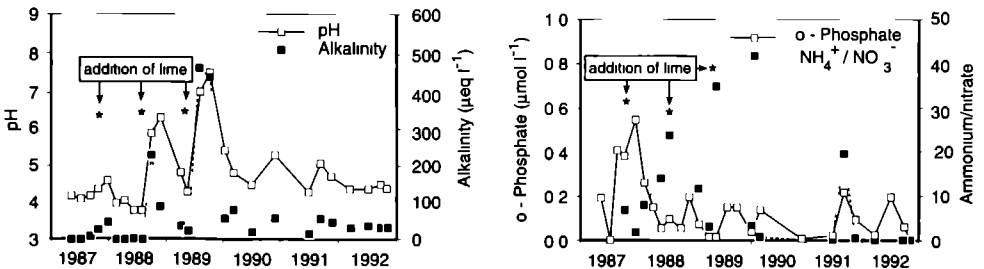 9
8
7
6
5
4
3
pH
600
500
400
300
200
100
0
Alkalinity (µeq l⁻¹)
pH
Alkalinity
addition of lime
1987 1988 1989 1990 1991 1992
1 0
0.8
0 6
0.4
0.2
0 0
o - Phosphate (µmol l⁻¹)
50
40
30
20
10
0
Ammonium/nitrate
o - Phosphate
NH₄⁺ / NO₃⁻
addition of lime
1987 1988 1989 1990 1991 1992